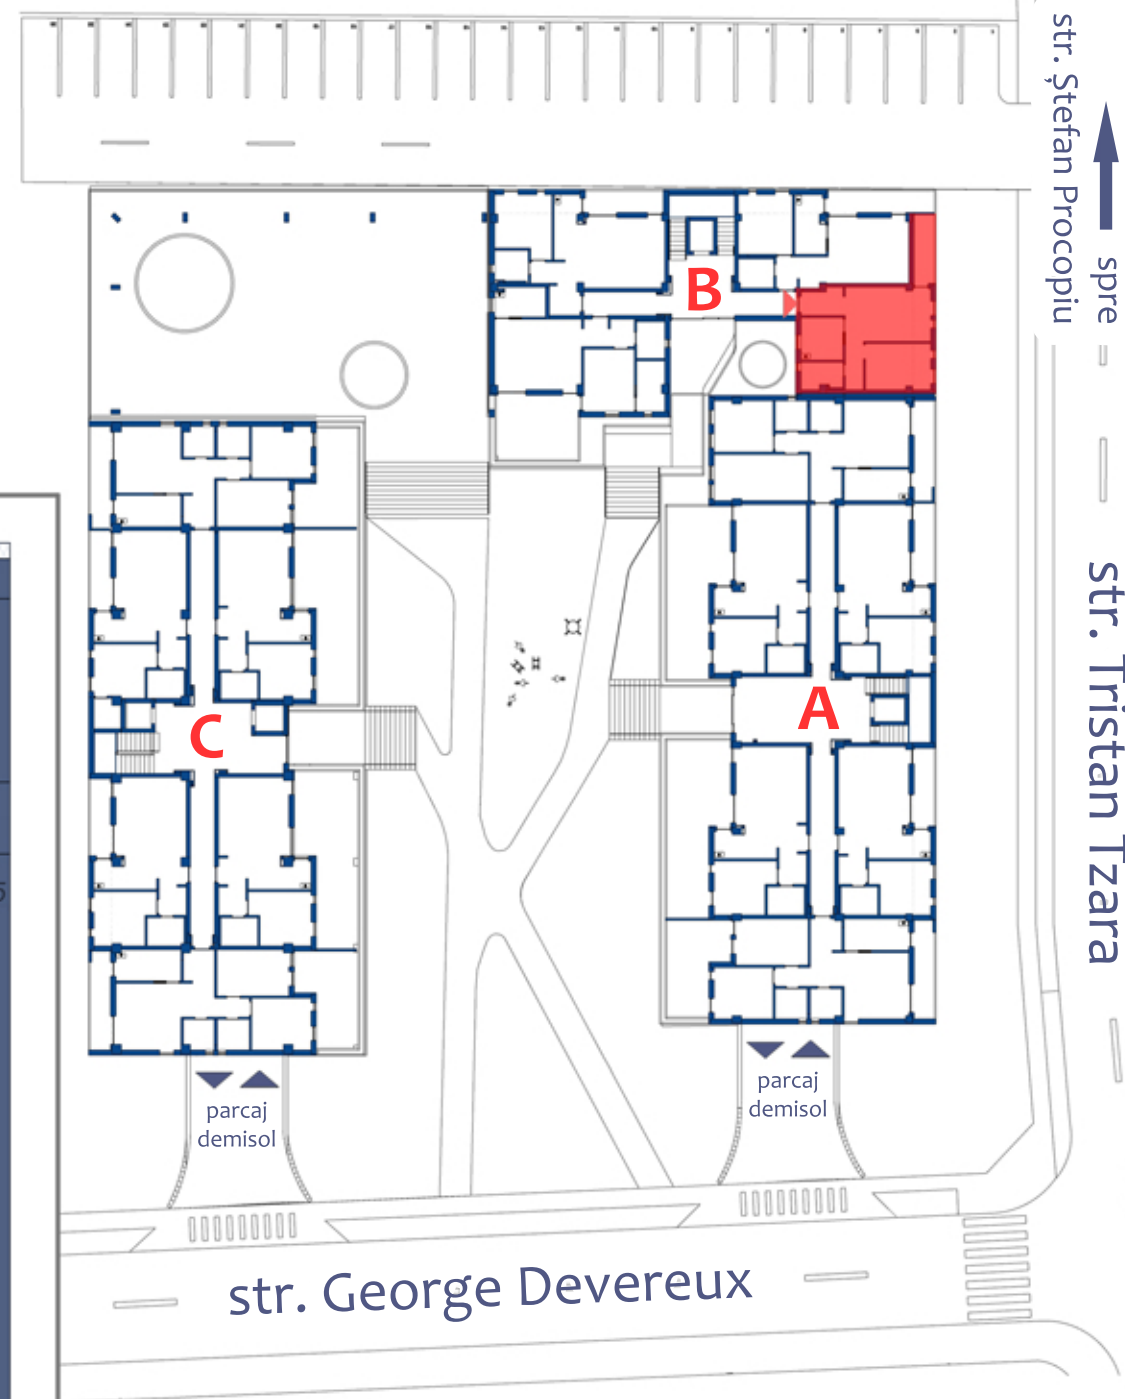 str. Ștefan Procopiu
spre
B
str. Tristan Tzara
A
C
parcaj
demisol
parcaj
demisol
str. George Devereux